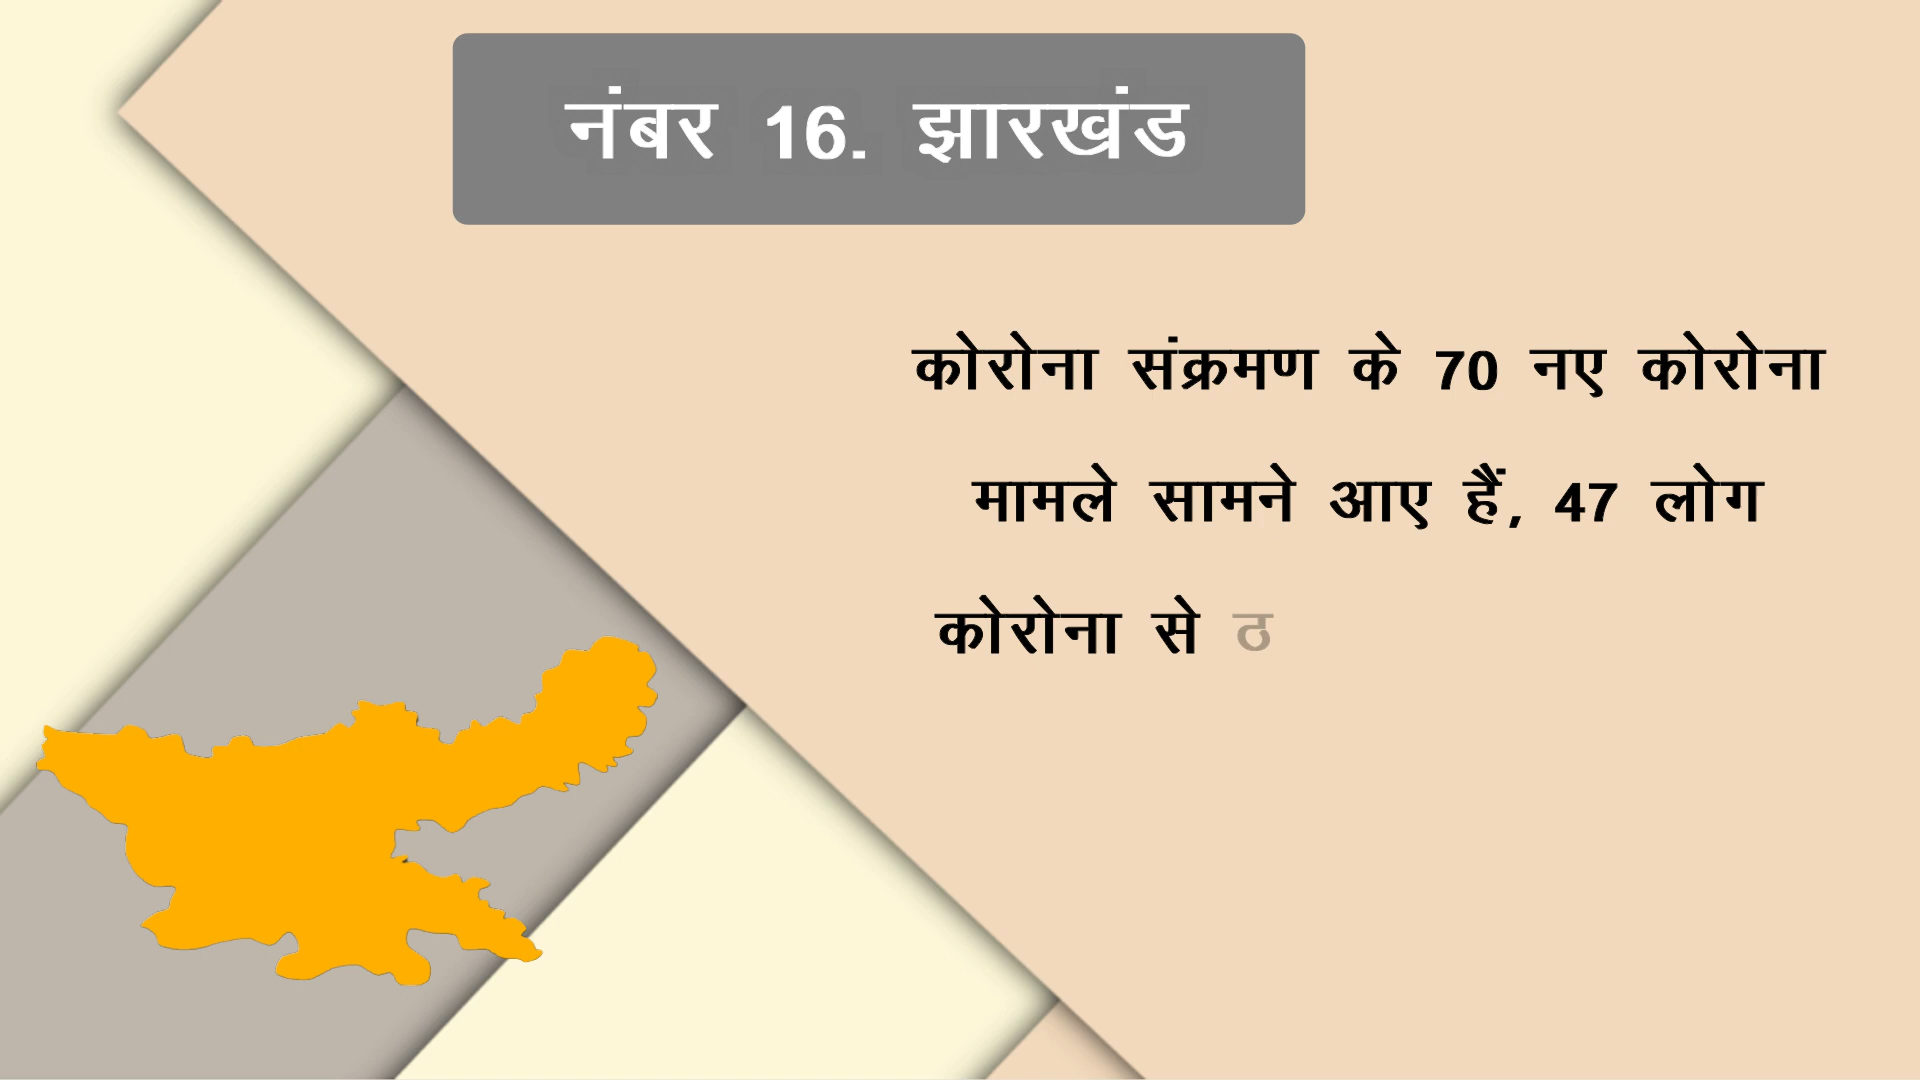 नंबर 16. झारखंड
कोरोना संक्रमण के 70 नए कोरोना
मामले सामने आए हैं, 47 लोग
कोरोना से ठ